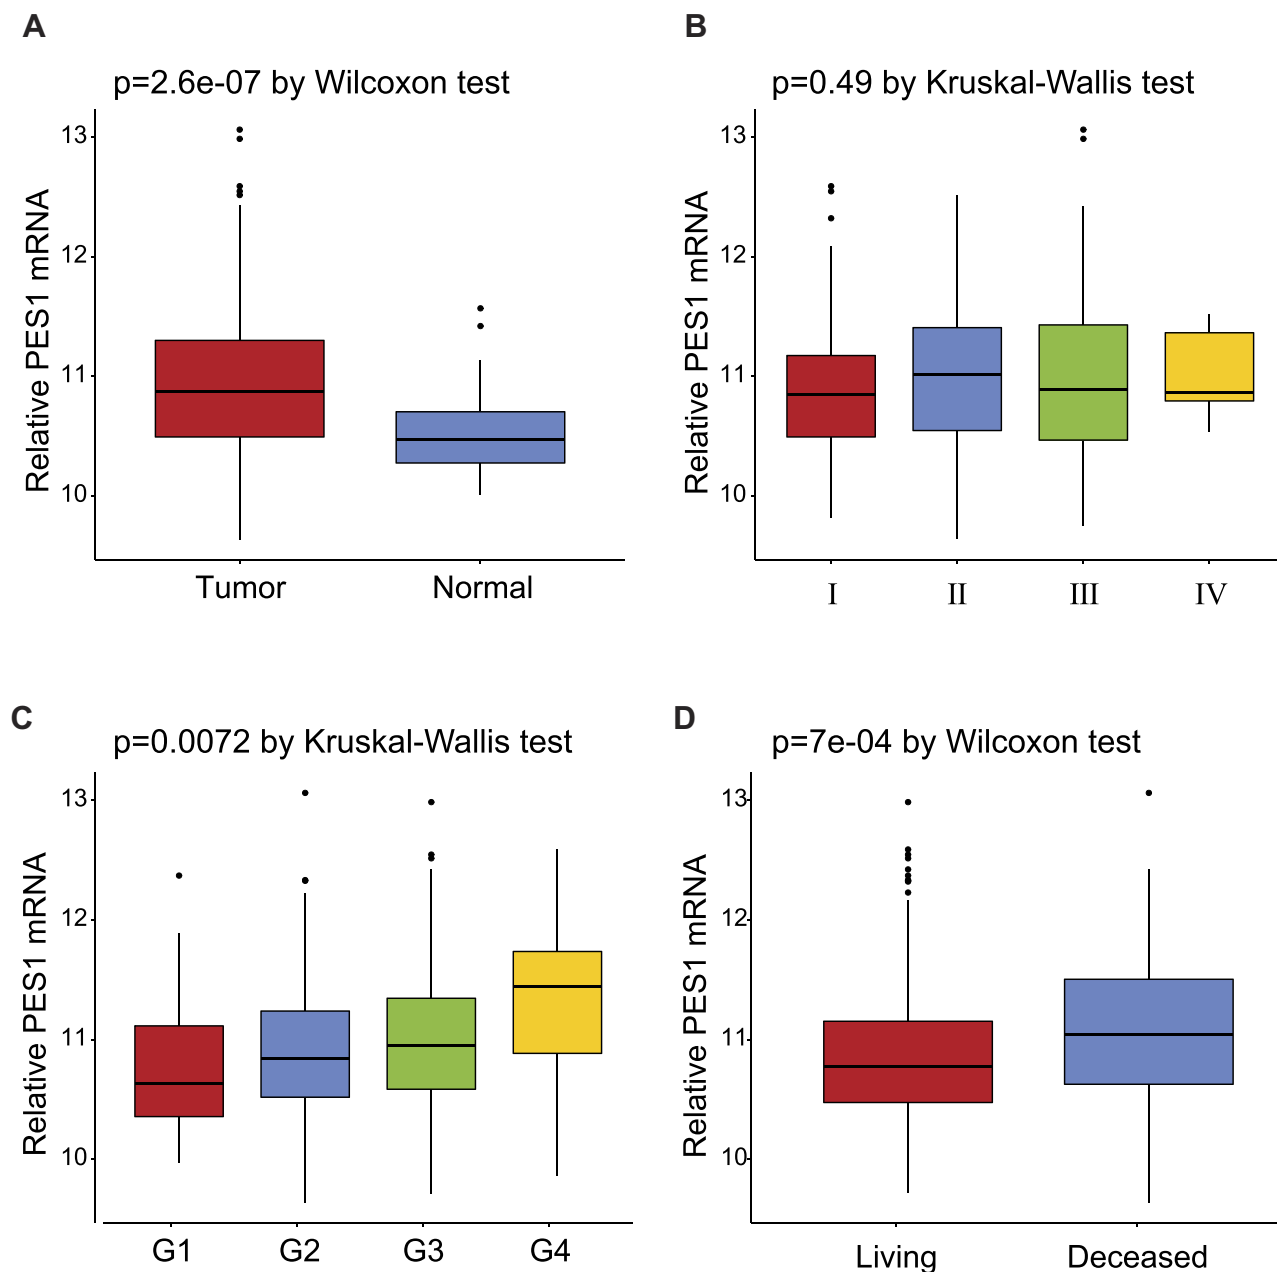 A
p=2.6e-07 by Wilcoxon test
Relative PES1 mRNA
13
12
11
10
Tumor Normal
B
p=0.49 by Kruskal-Wallis test
Relative PES1 mRNA
13
12
11
10
I II III IV
C
p=0.0072 by Kruskal-Wallis test
Relative PES1 mRNA
13
12
11
10
G1 G2 G3 G4
D
p=7e-04 by Wilcoxon test
Relative PES1 mRNA
13
12
11
10
Living Deceased